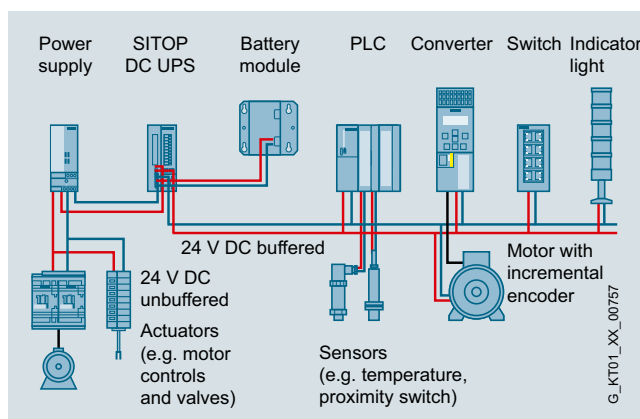 Power
supply
SITOP
DC UPS
Battery
module
PLC
Converter
Switch
Indicator
light
24 V DC buffered
24 V DC
unbuffered
Actuators
(e.g. motor
controls
and valves)
Sensors
(e.g. temperature,
proximity switch)
Motor with
incremental
encoder
G_KT01_XX_00757